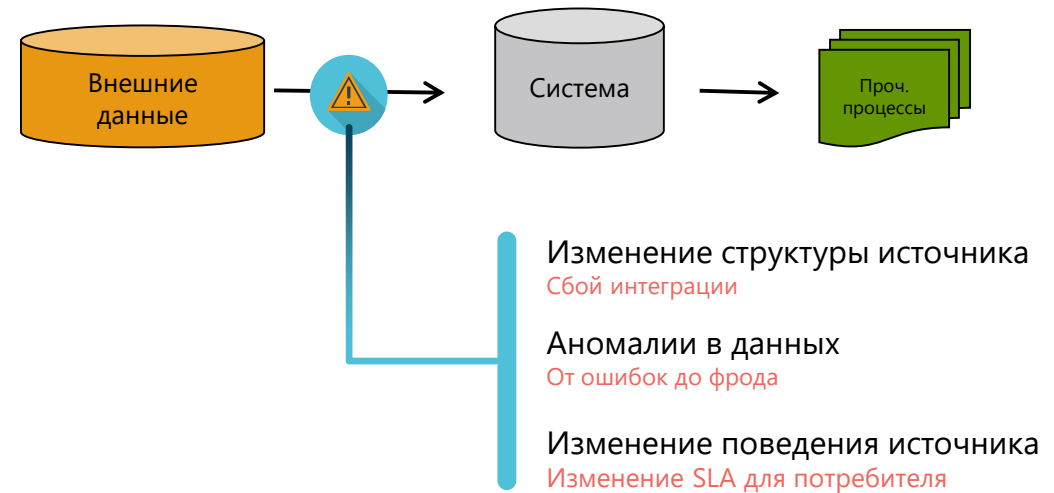 Внешние
данные
Система
Проч.
процессы
Изменение структуры источника
Сбой интеграции
Аномалии в данных
От ошибок до фрода
Изменение поведения источника
Изменение SLA для потребителя